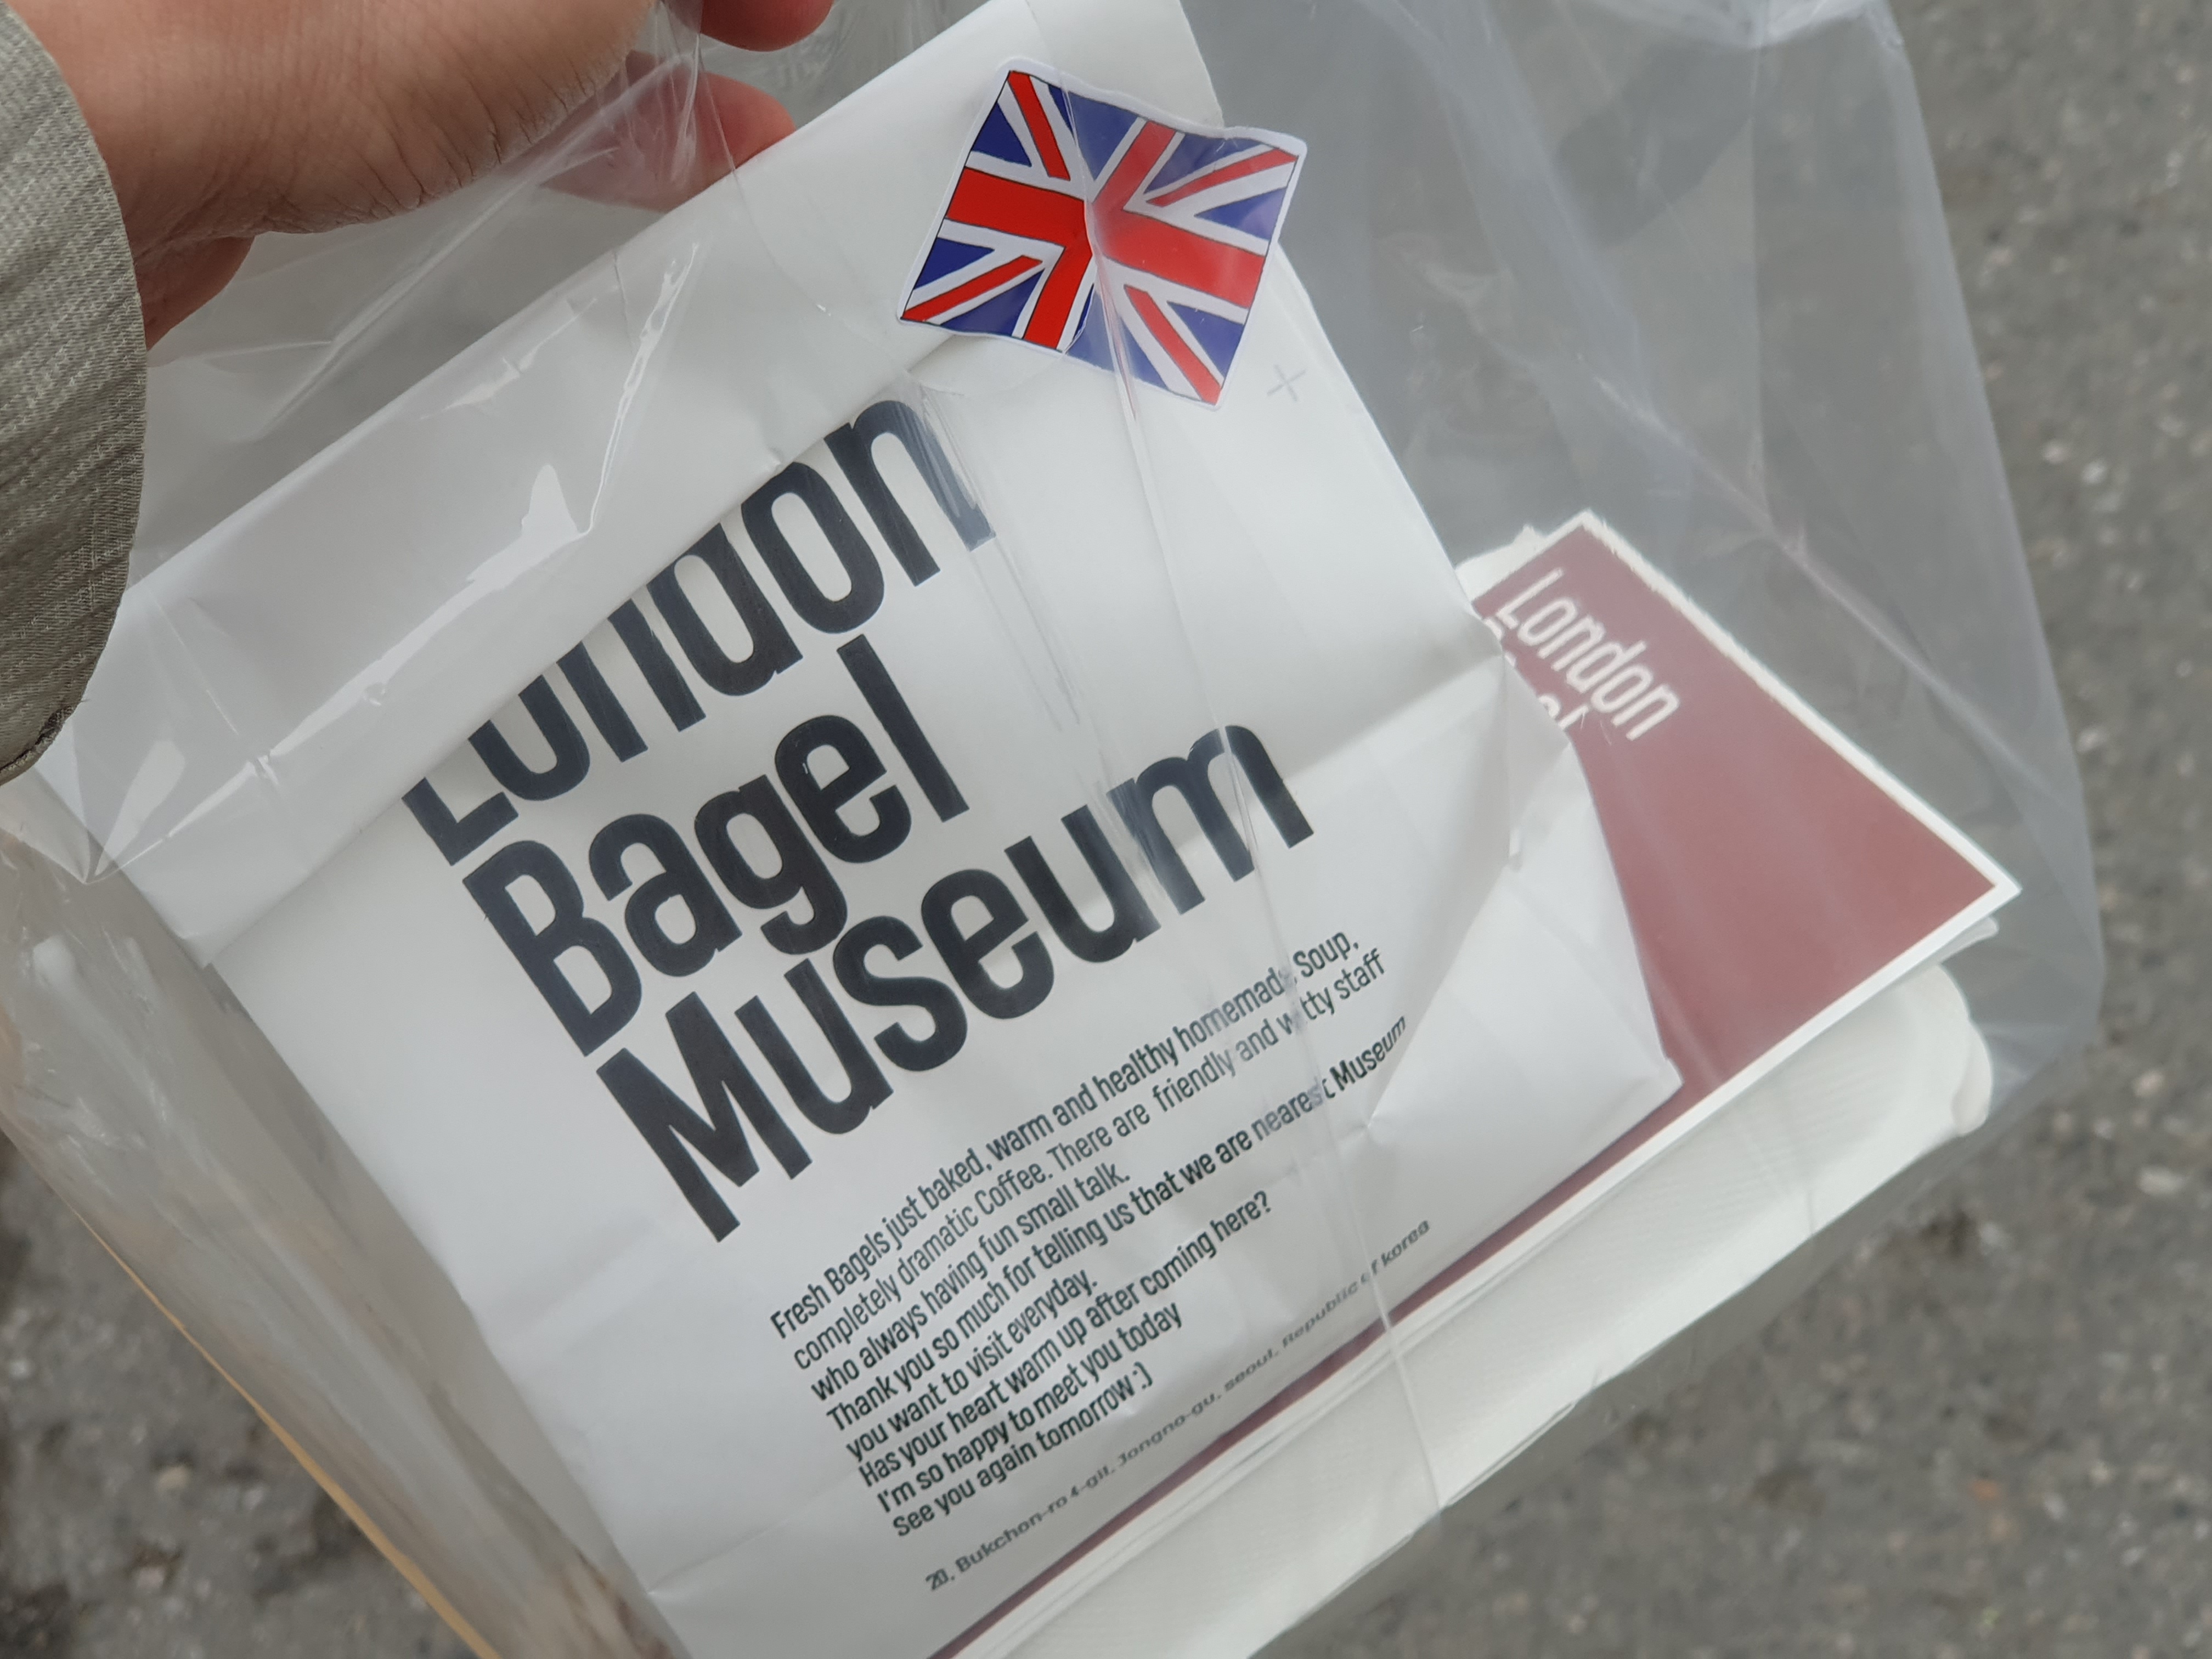 London
Bagel
Museum
Fresh Bagels just baked, warm and healthy homemade Soup,
completely dramatic Coffee. There are friendly and witty staff
who always having fun small talk.
Thank you so much for telling us that we are nearest Museum
you want to visit everyday.
Has your heart warm up after coming here?
I'm so happy to meet you today
See you again tomorrow :)
20, Bukchon-ro 4-gil, Jongno-gu, Seoul, Republic of korea
London